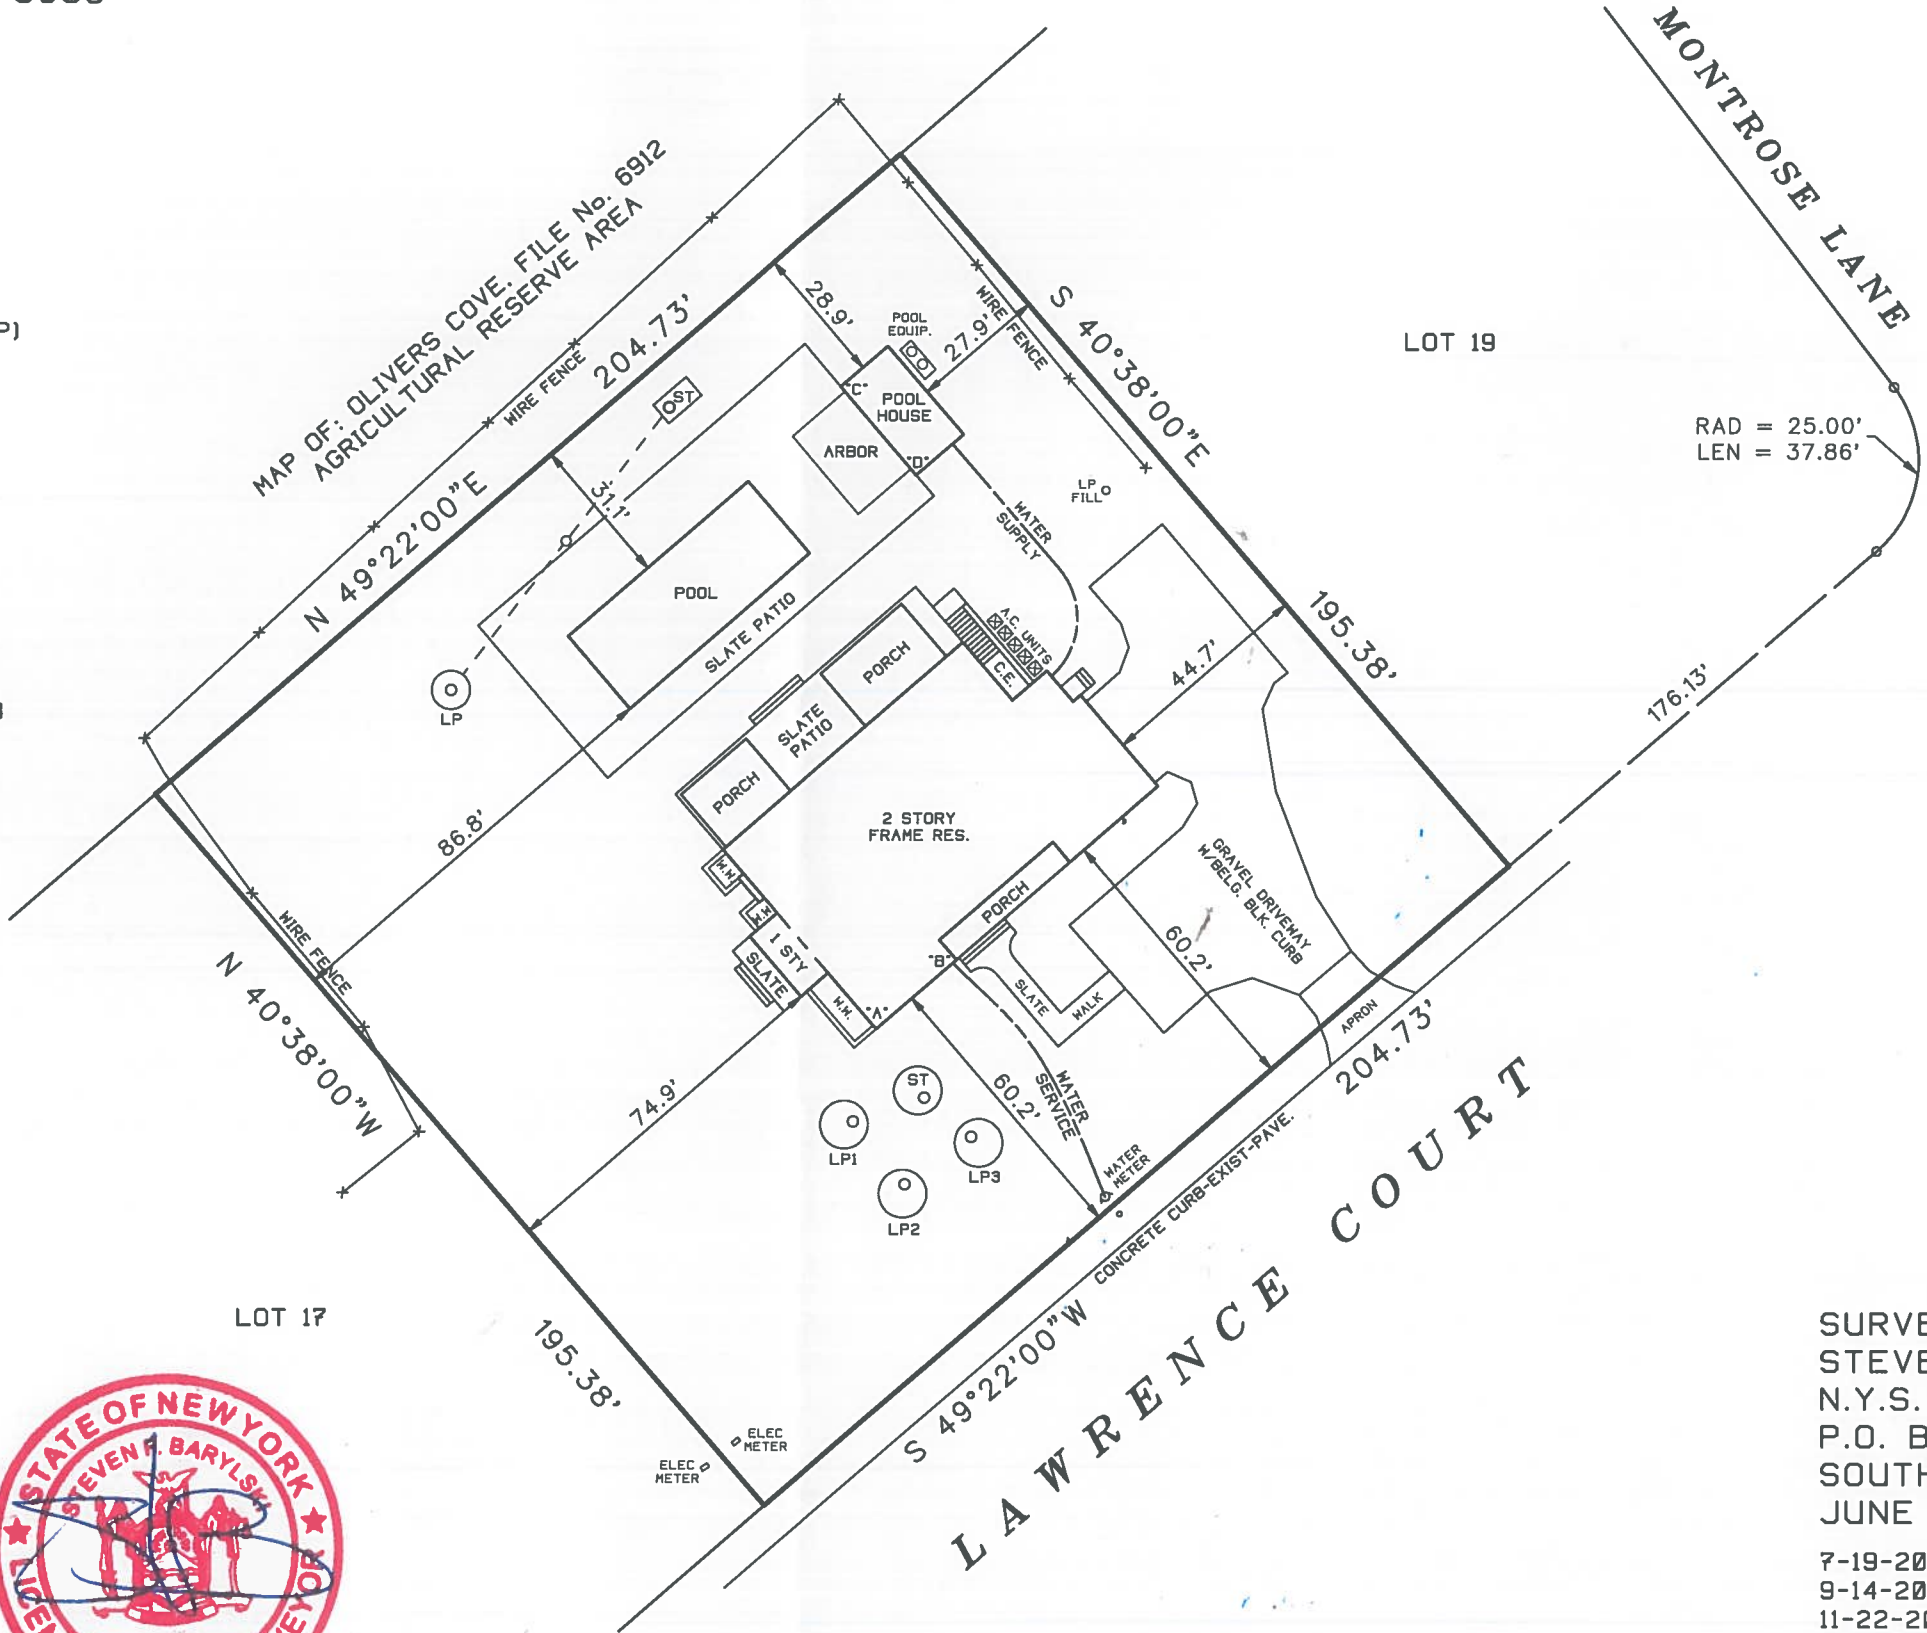 MONTROSE LANE
MAP OF: OLIVERS COVE, FILE No. 6912
AGRICULTURAL RESERVE AREA
P)
WIRE FENCE
204.73'
N 49°22'00"E
28.9'
POOL
EQUIP.
27.9'
WIRE FENCE
S 40°38'00"E
LOT 19
RAD = 25.00'
LEN = 37.86'
ST
"C"
POOL
HOUSE
ARBOR
"D"
LP
FILL
WATER
SUPPLY
31.1'
POOL
SLATE PATIO
LP
A.C. UNITS
C.E.
195.38'
176.13'
44.7'
PORCH
SLATE
PATIO
PORCH
86.8'
2 STORY
FRAME RES.
W.W.
W.W.
1 STY
SLATE
W.W.
"A"
"B"
PORCH
GRAVEL DRIVEWAY
W/BELG. BLK. CURB
60.2'
SLATE
WALK
APRON
WIRE FENCE
N 40°38'00"W
74.9'
ST
LP1
LP2
LP3
60.2'
WATER
SERVICE
WATER
METER
204.73'
CONCRETE CURB-EXIST-PAVE.
S 49°22'00"W
LAWRENCE COURT
LOT 17
195.38'
ELEC
METER
ELEC
METER
STATE OF NEW YORK
STEVEN F. BARYLSKI
LICEN
EYOR
SURVE
STEVE
N.Y.S.
P.O. B
SOUTH
JUNE
7-19-20
9-14-20
11-22-20